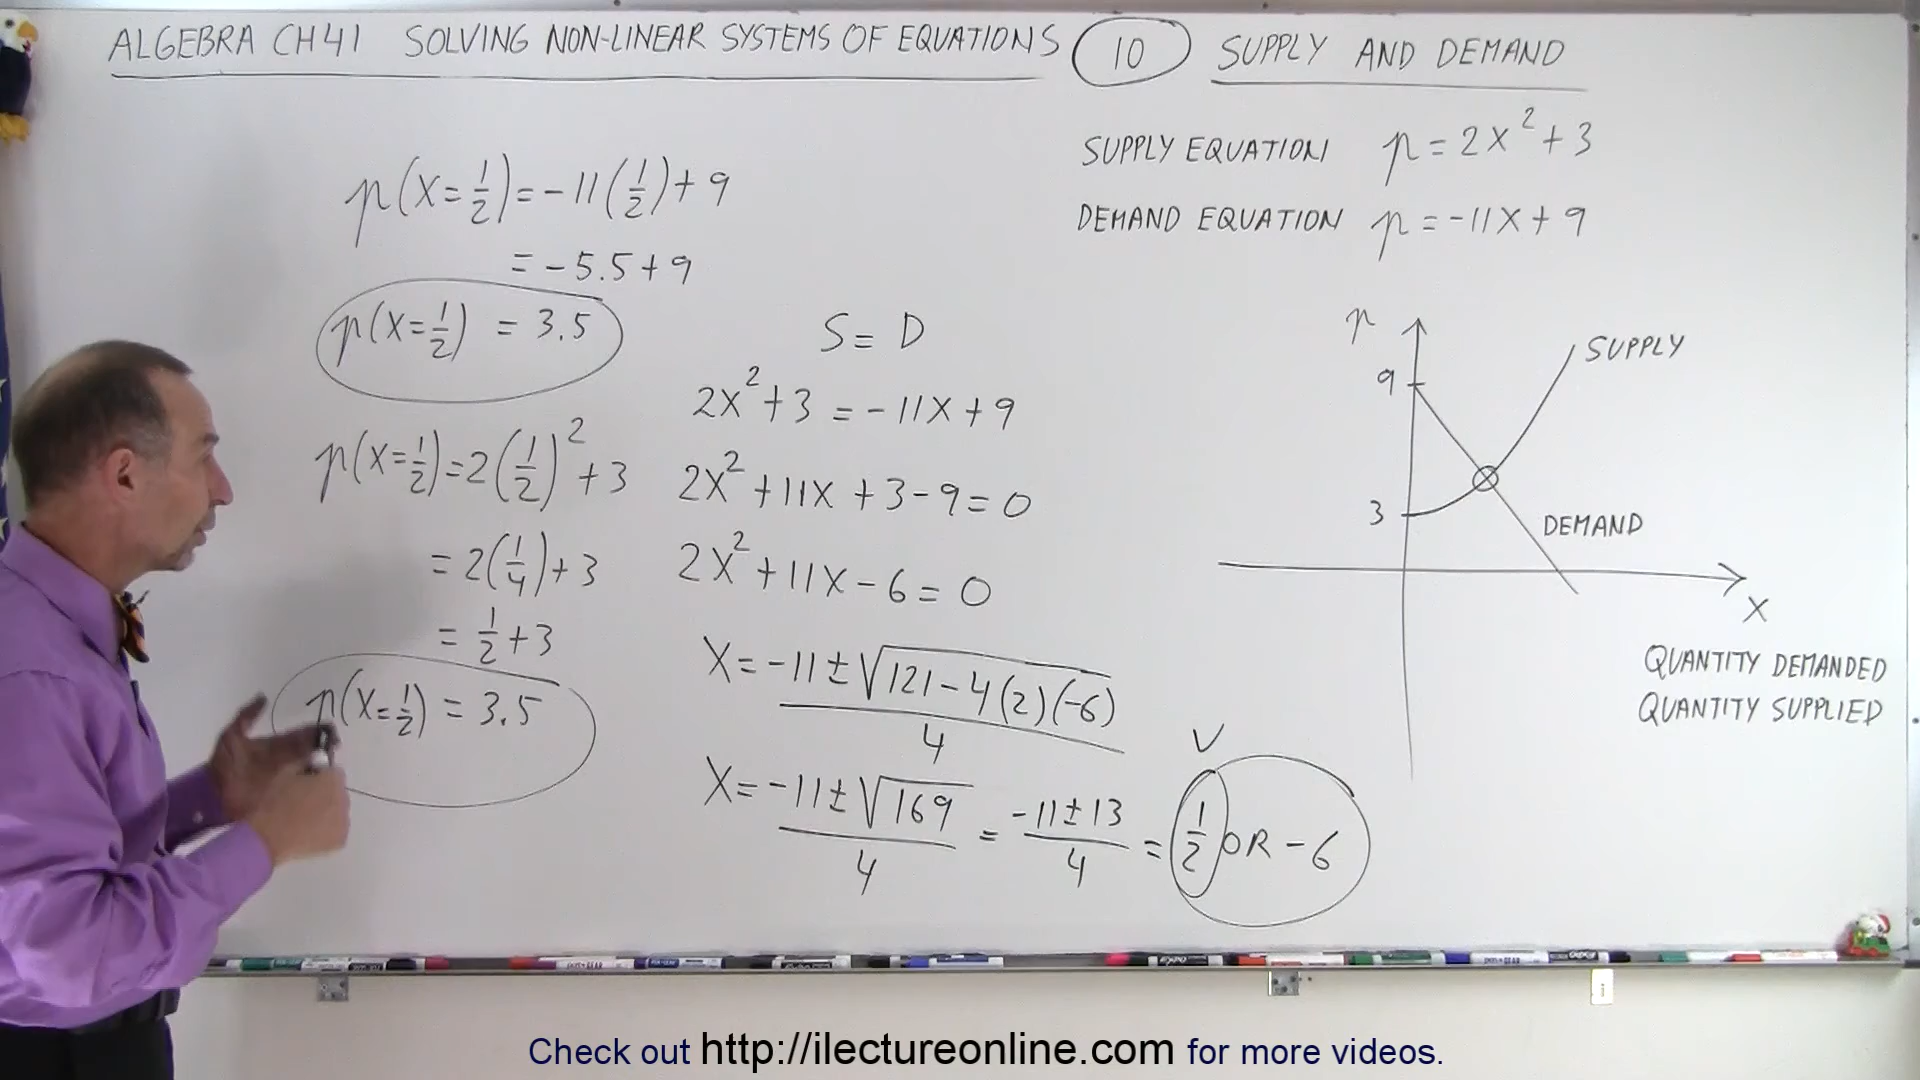 ALGEBRA CH 41 SOLVING NON-LINEAR SYSTEMS OF EQUATIONS 10 SUPPLY AND DEMAND
SUPPLY EQUATION p = 2x² + 3
DEMAND EQUATION p = -11x + 9
p(x=1/2) = -11(1/2) + 9
= -5.5 + 9
p(x=1/2) = 3.5
p(x=1/2) = 2(1/2)² + 3
= 2(1/4) + 3
= 1/2 + 3
p(x=1/2) = 3.5
S = D
2x² + 3 = -11x + 9
2x² + 11x + 3 - 9 = 0
2x² + 11x - 6 = 0
x = -11 ± √121 - 4(2)(-6) / 4
x = -11 ± √169 / 4 = -11 ± 13 / 4 = 1/2 OR -6
p
9
SUPPLY
3
DEMAND
x
QUANTITY DEMANDED
QUANTITY SUPPLIED
Check out http://ilectureonline.com for more videos.